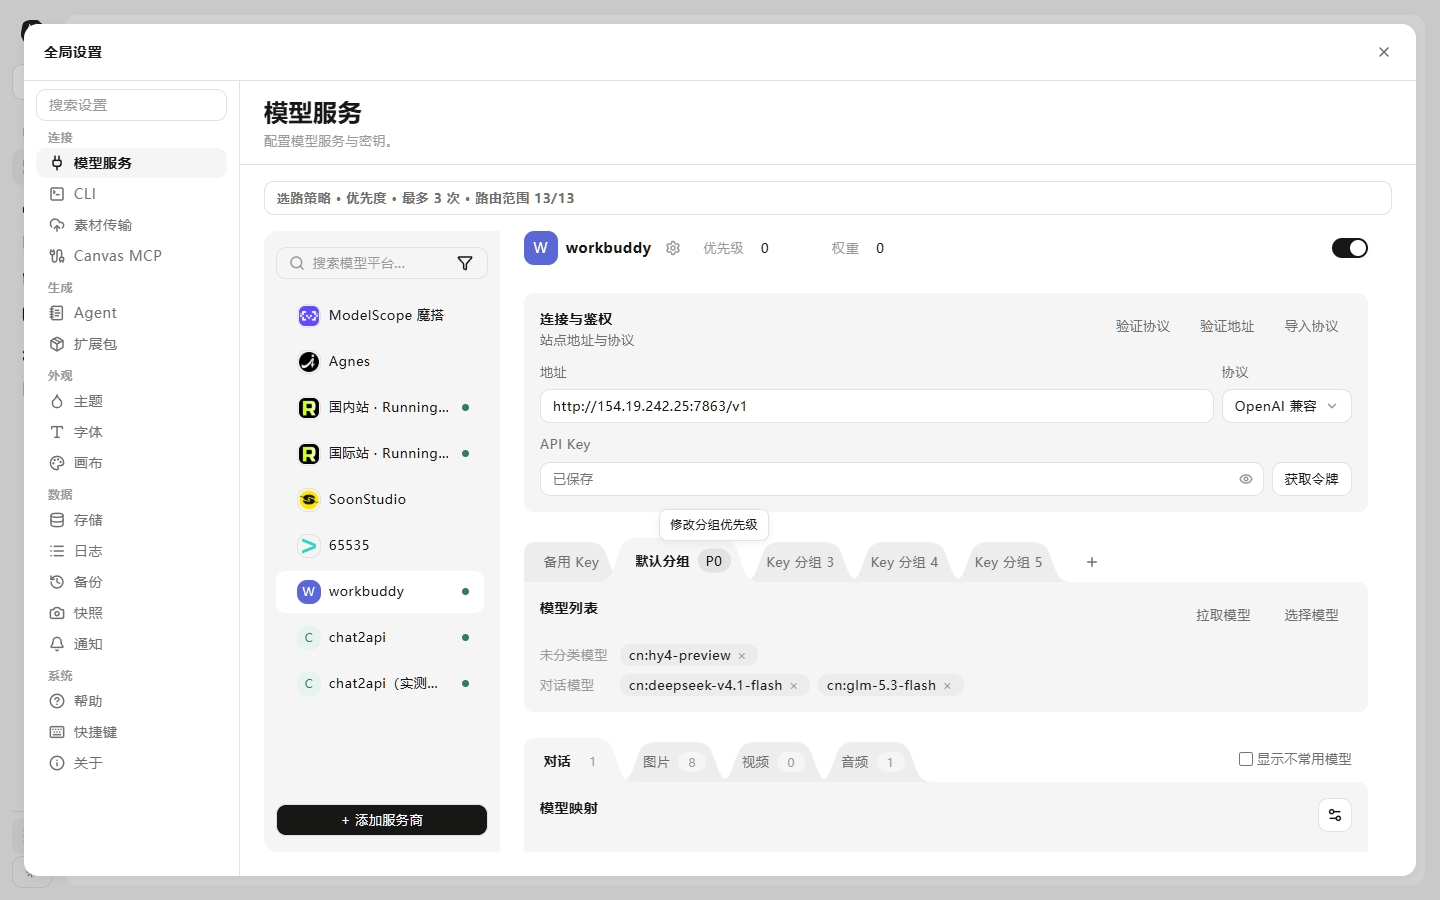 全局设置
搜索设置
连接
模型服务
CLI
素材传输
Canvas MCP
生成
Agent
扩展包
外观
主题
字体
画布
数据
存储
日志
备份
快照
通知
系统
帮助
快捷键
关于
模型服务
配置模型服务与密钥。
选路策略 • 优先度 • 最多 3 次 • 路由范围 13/13
搜索模型平台...
ModelScope 魔搭
Agnes
国内站 · Running...
国际站 · Running...
SoonStudio
65535
W workbuddy
C chat2api
C chat2api（实测...
+ 添加服务商
W workbuddy 优先级 0 权重 0
连接与鉴权
站点地址与协议
验证协议 验证地址 导入协议
地址 协议
http://154.19.242.25:7863/v1 OpenAI 兼容
API Key
已保存 获取令牌
修改分组优先级
备用 Key 默认分组 P0 Key 分组 3 Key 分组 4 Key 分组 5 +
模型列表 拉取模型 选择模型
未分类模型 cn:hy4-preview ×
对话模型 cn:deepseek-v4.1-flash × cn:glm-5.3-flash ×
对话 1 图片 8 视频 0 音频 1 显示不常用模型
模型映射